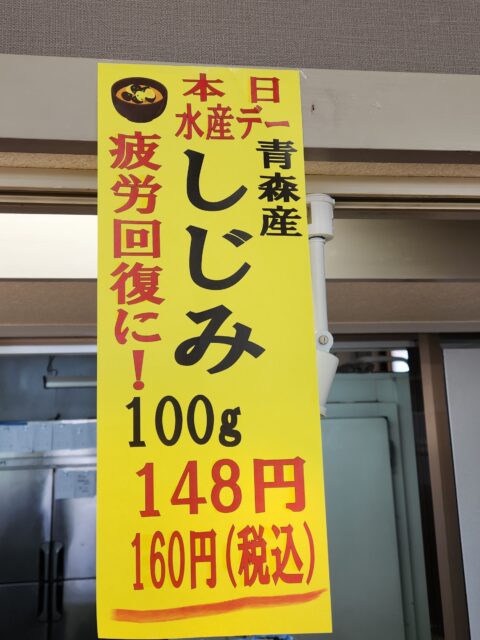 本日
水産デー
青森産
しじみ
疲労回復に!
100g
148円
160円(税込)